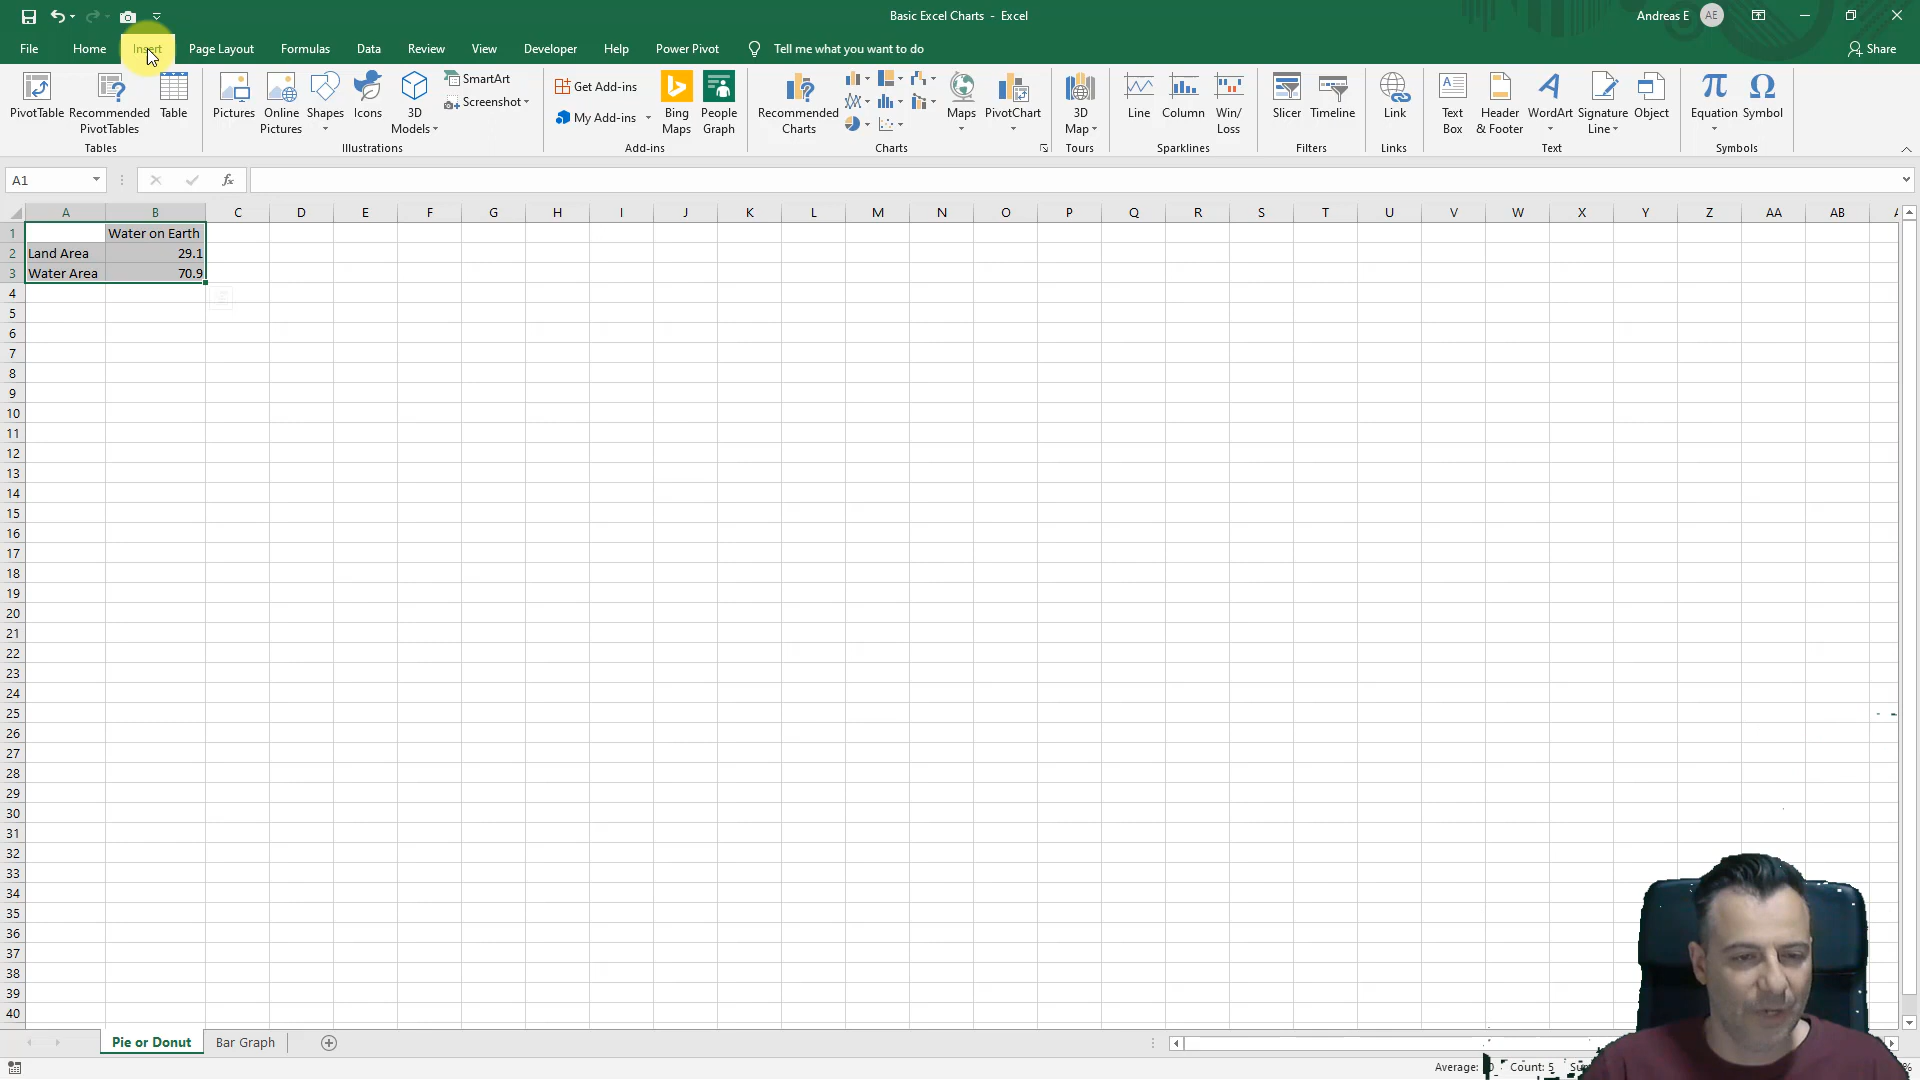 Basic Excel Charts - Excel
Andreas E AE
File Home Insert Page Layout Formulas Data Review View Developer Help Power Pivot Tell me what you want to do Share
PivotTable Recommended PivotTables Table
Tables
Pictures Online Pictures Shapes Icons 3D Models SmartArt Screenshot
Illustrations
Get Add-ins My Add-ins Bing Maps People Graph
Add-ins
Recommended Charts Maps PivotChart
Charts
3D Map
Tours
Line Column Win/ Loss
Sparklines
Slicer Timeline
Filters
Link
Links
Text Box Header & Footer WordArt Signature Line Object
Text
Equation Symbol
Symbols
A1 fx
A B C D E F G H I J K L M N O P Q R S T U V W X Y Z AA AB
1 Water on Earth
2 Land Area 29.1
3 Water Area 70.9
4
5
6
7
8
9
10
11
12
13
14
15
16
17
18
19
20
21
22
23
24
25
26
27
28
29
30
31
32
33
34
35
36
37
38
39
40
Pie or Donut Bar Graph
Average: Count: 5